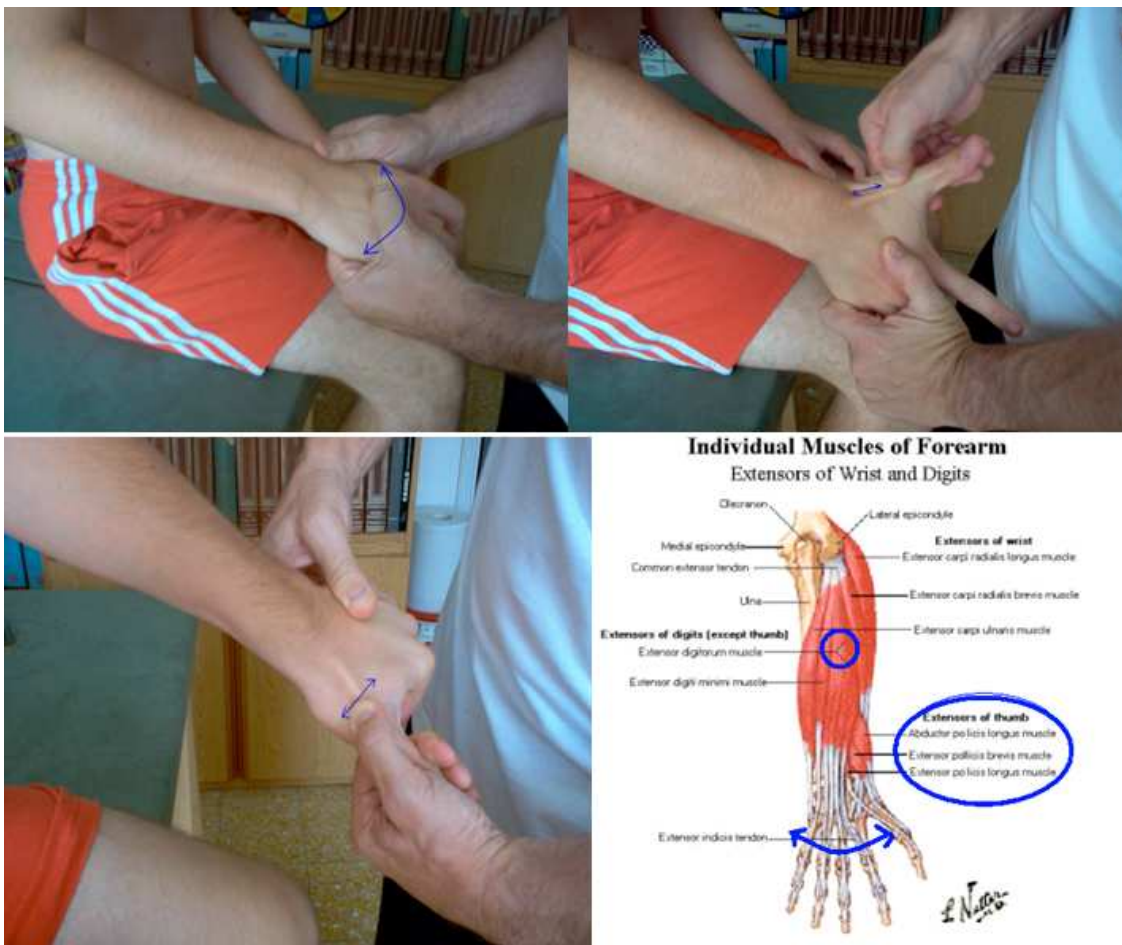 Individual Muscles of Forearm
Extensors of Wrist and Digits
Olecranon
Lateral epicondyle
Medial epicondyle
Extensors of wrist
Extensor carpi radialis longus muscle
Common extensor tendon
Ulna
Extensor carpi radialis brevis muscle
Extensor carpi ulnaris muscle
Extensors of digits (except thumb)
Extensor digitorum muscle
Extensor digiti minimi muscle
Extensors of thumb
Abductor pollicis longus muscle
Extensor pollicis brevis muscle
Extensor pollicis longus muscle
Extensor indicis tendon